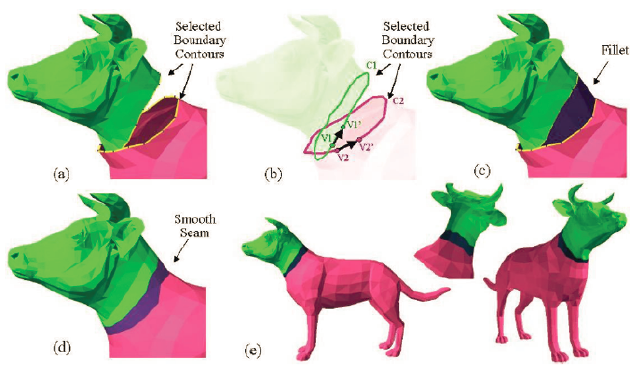 Selected
Boundary
Contours
(a)
Selected
Boundary
Contours
C1
C2
V1
V1'
V2
V2'
(b)
Fillet
(c)
Smooth
Seam
(d)
(e)